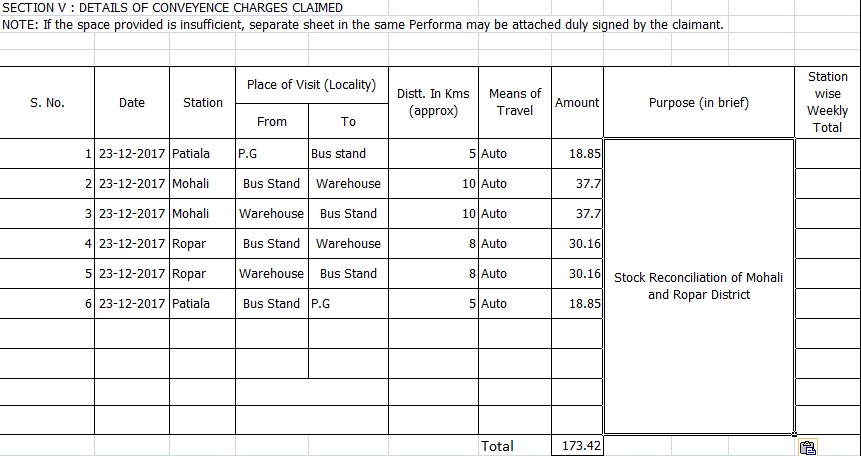 SECTION V : DETAILS OF CONVEYENCE CHARGES CLAIMED
NOTE: If the space provided is insufficient, separate sheet in the same Performa may be attached duly signed by the claimant.
S. No. Date Station Place of Visit (Locality) From To Distt. In Kms (approx) Means of Travel Amount Purpose (in brief) Station wise Weekly Total
1 23-12-2017 Patiala P.G Bus stand 5 Auto 18.85
2 23-12-2017 Mohali Bus Stand Warehouse 10 Auto 37.7
3 23-12-2017 Mohali Warehouse Bus Stand 10 Auto 37.7
4 23-12-2017 Ropar Bus Stand Warehouse 8 Auto 30.16
5 23-12-2017 Ropar Warehouse Bus Stand 8 Auto 30.16
6 23-12-2017 Patiala Bus Stand P.G 5 Auto 18.85
Stock Reconciliation of Mohali
and Ropar District
Total 173.42